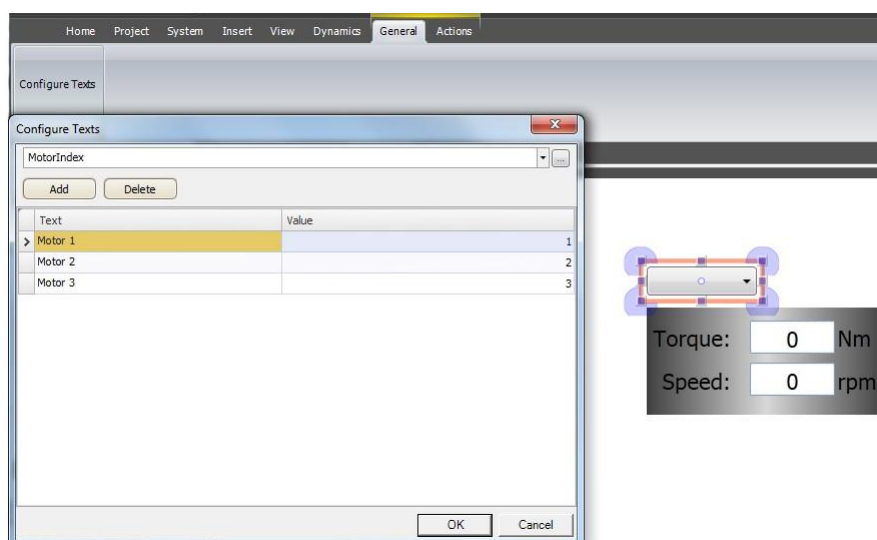 Home Project System Insert View Dynamics General Actions
Configure Texts
Configure Texts
MotorIndex
...
Add Delete
Text Value
Motor 1 1
Motor 2 2
Motor 3 3
OK Cancel
Torque: 0 Nm
Speed: 0 rpm